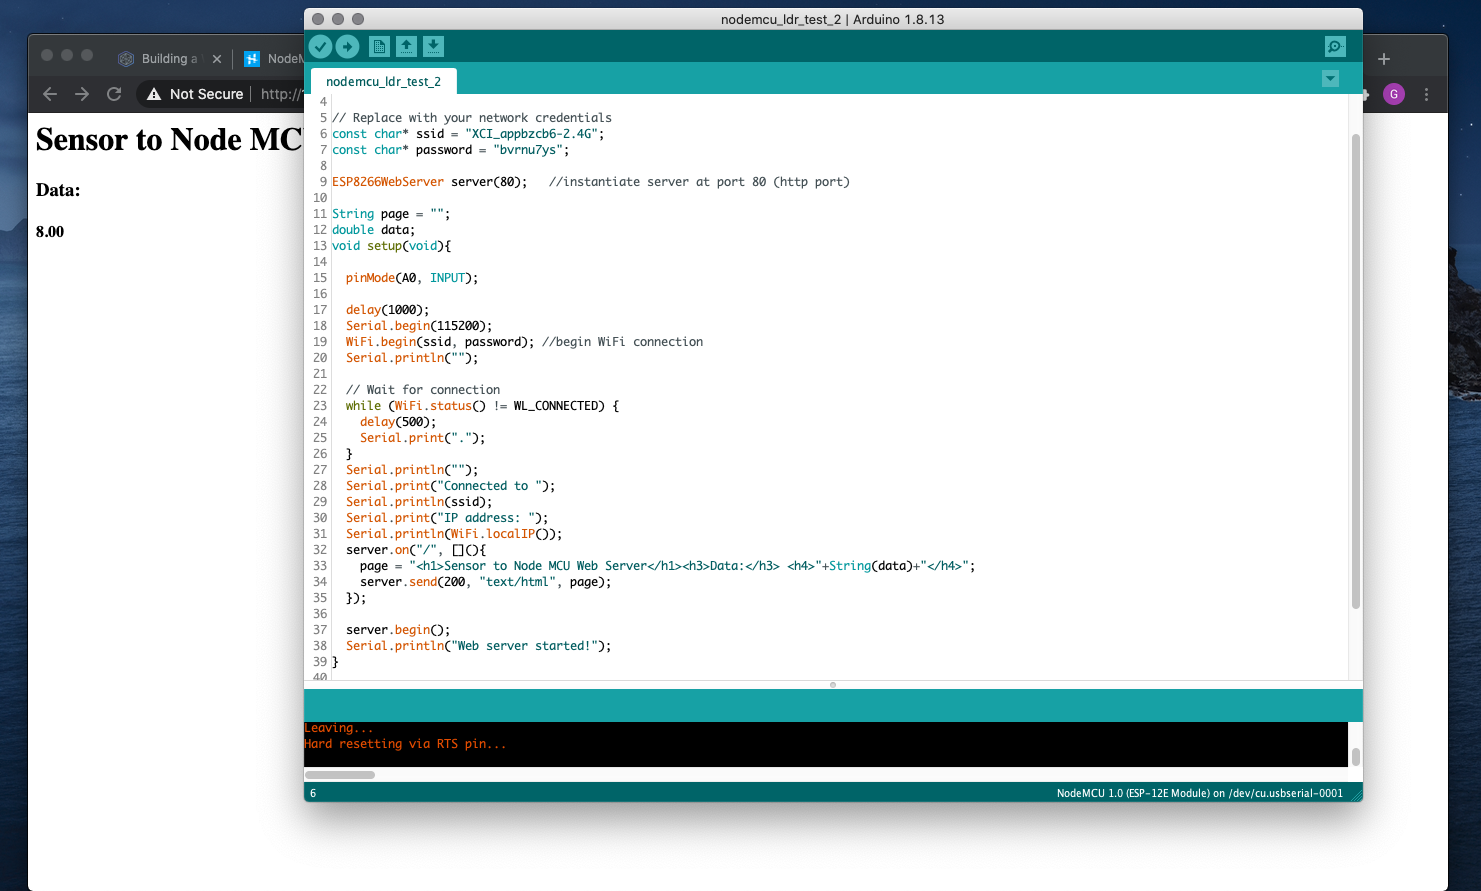 nodemcu_ldr_test_2 | Arduino 1.8.13
Building a
NodeM
Not Secure
http://
G
Sensor to Node MC
Data:
8.00
nodemcu_ldr_test_2
4
5 // Replace with your network credentials
6 const char* ssid = "XCI_appbzcb6-2.4G";
7 const char* password = "bvrnu7ys";
8
9 ESP8266WebServer server(80);   //instantiate server at port 80 (http port)
10
11 String page = "";
12 double data;
13 void setup(void){
14
15   pinMode(A0, INPUT);
16
17   delay(1000);
18   Serial.begin(115200);
19   WiFi.begin(ssid, password); //begin WiFi connection
20   Serial.println("");
21
22   // Wait for connection
23   while (WiFi.status() != WL_CONNECTED) {
24     delay(500);
25     Serial.print(".");
26   }
27   Serial.println("");
28   Serial.print("Connected to ");
29   Serial.println(ssid);
30   Serial.print("IP address: ");
31   Serial.println(WiFi.localIP());
32   server.on("/", [](){
33     page = "<h1>Sensor to Node MCU Web Server</h1><h3>Data:</h3> <h4>"+String(data)+"</h4>";
34     server.send(200, "text/html", page);
35   });
36
37   server.begin();
38   Serial.println("Web server started!");
39 }
40
Leaving...
Hard resetting via RTS pin...
6
NodeMCU 1.0 (ESP-12E Module) on /dev/cu.usbserial-0001